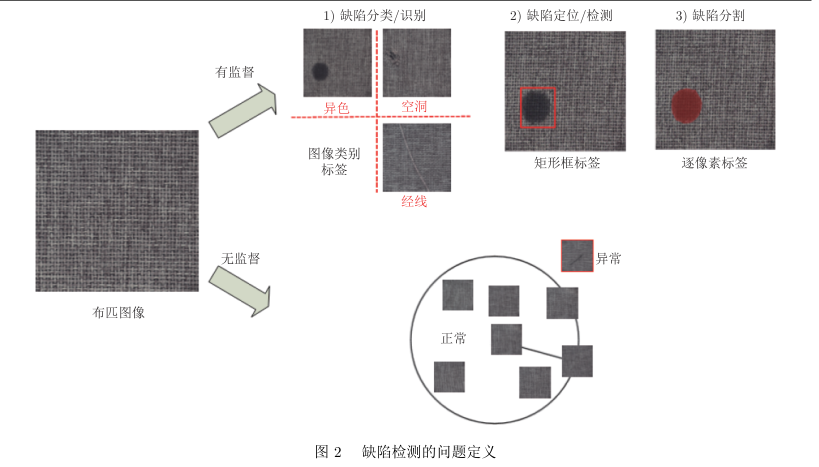 1) 缺陷分类/识别
2) 缺陷定位/检测
3) 缺陷分割
有监督
异色
空洞
图像类别
标签
经线
矩形框标签
逐像素标签
无监督
异常
正常
布匹图像
图 2 缺陷检测的问题定义